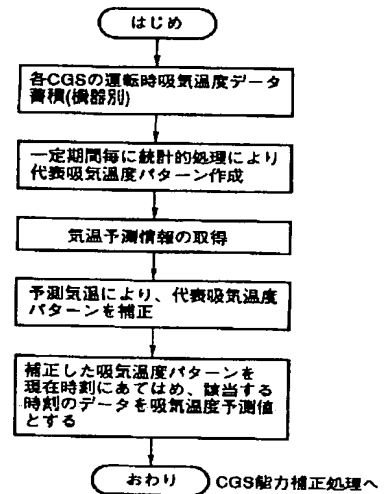 はじめ
各CGSの運転時吸気温度データ
蓄積(機器別)
一定期間毎に統計的処理により
代表吸気温度パターン作成
気温予測情報の取得
予測気温により、代表吸気温度
パターンを補正
補正した吸気温度パターンを
現在時刻にあてはめ、該当する
時刻のデータを吸気温度予測値
とする
おわり
CGS能力補正処理へ